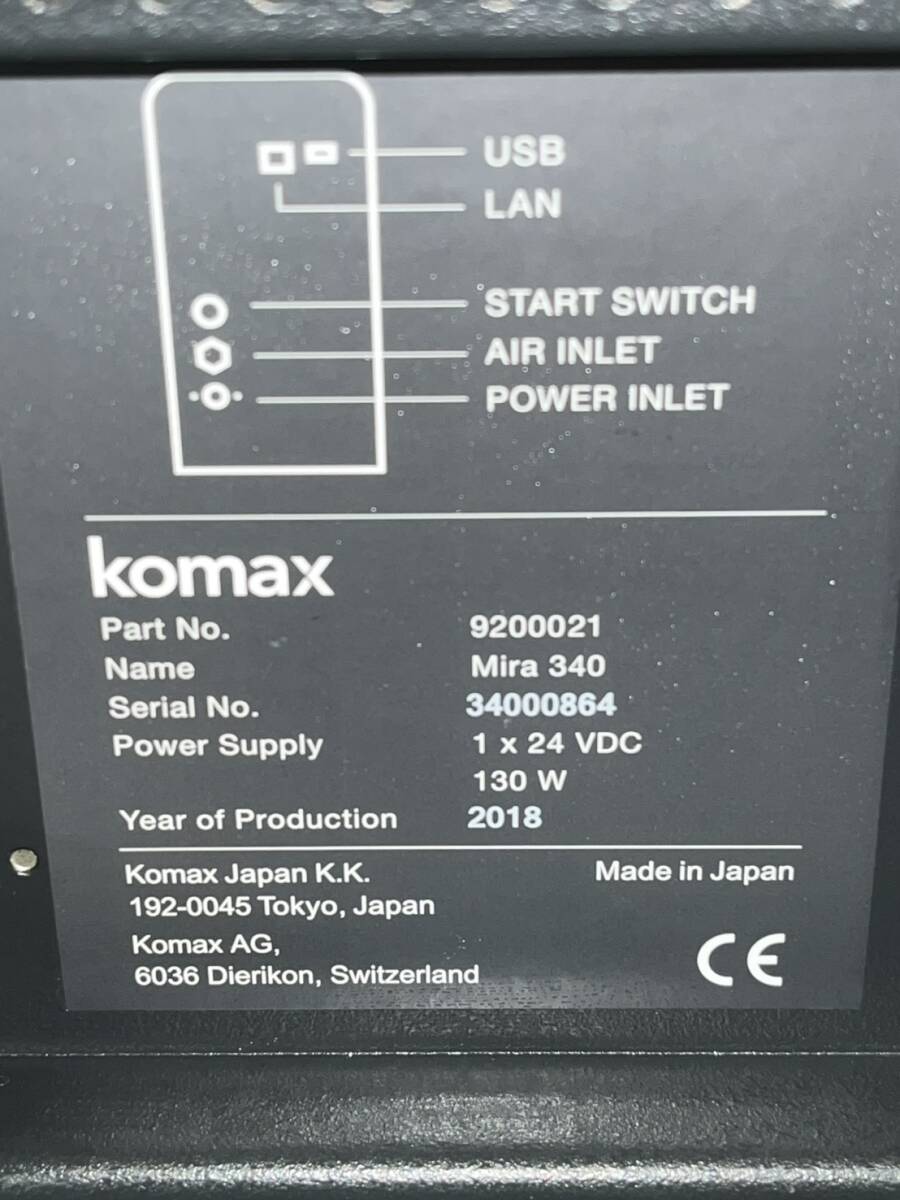 USB
LAN
START SWITCH
AIR INLET
POWER INLET
komax
Part No. 9200021
Name Mira 340
Serial No. 34000864
Power Supply 1 x 24 VDC
130 W
Year of Production 2018
Komax Japan K.K. Made in Japan
192-0045 Tokyo, Japan
Komax AG,
6036 Dierikon, Switzerland
CE